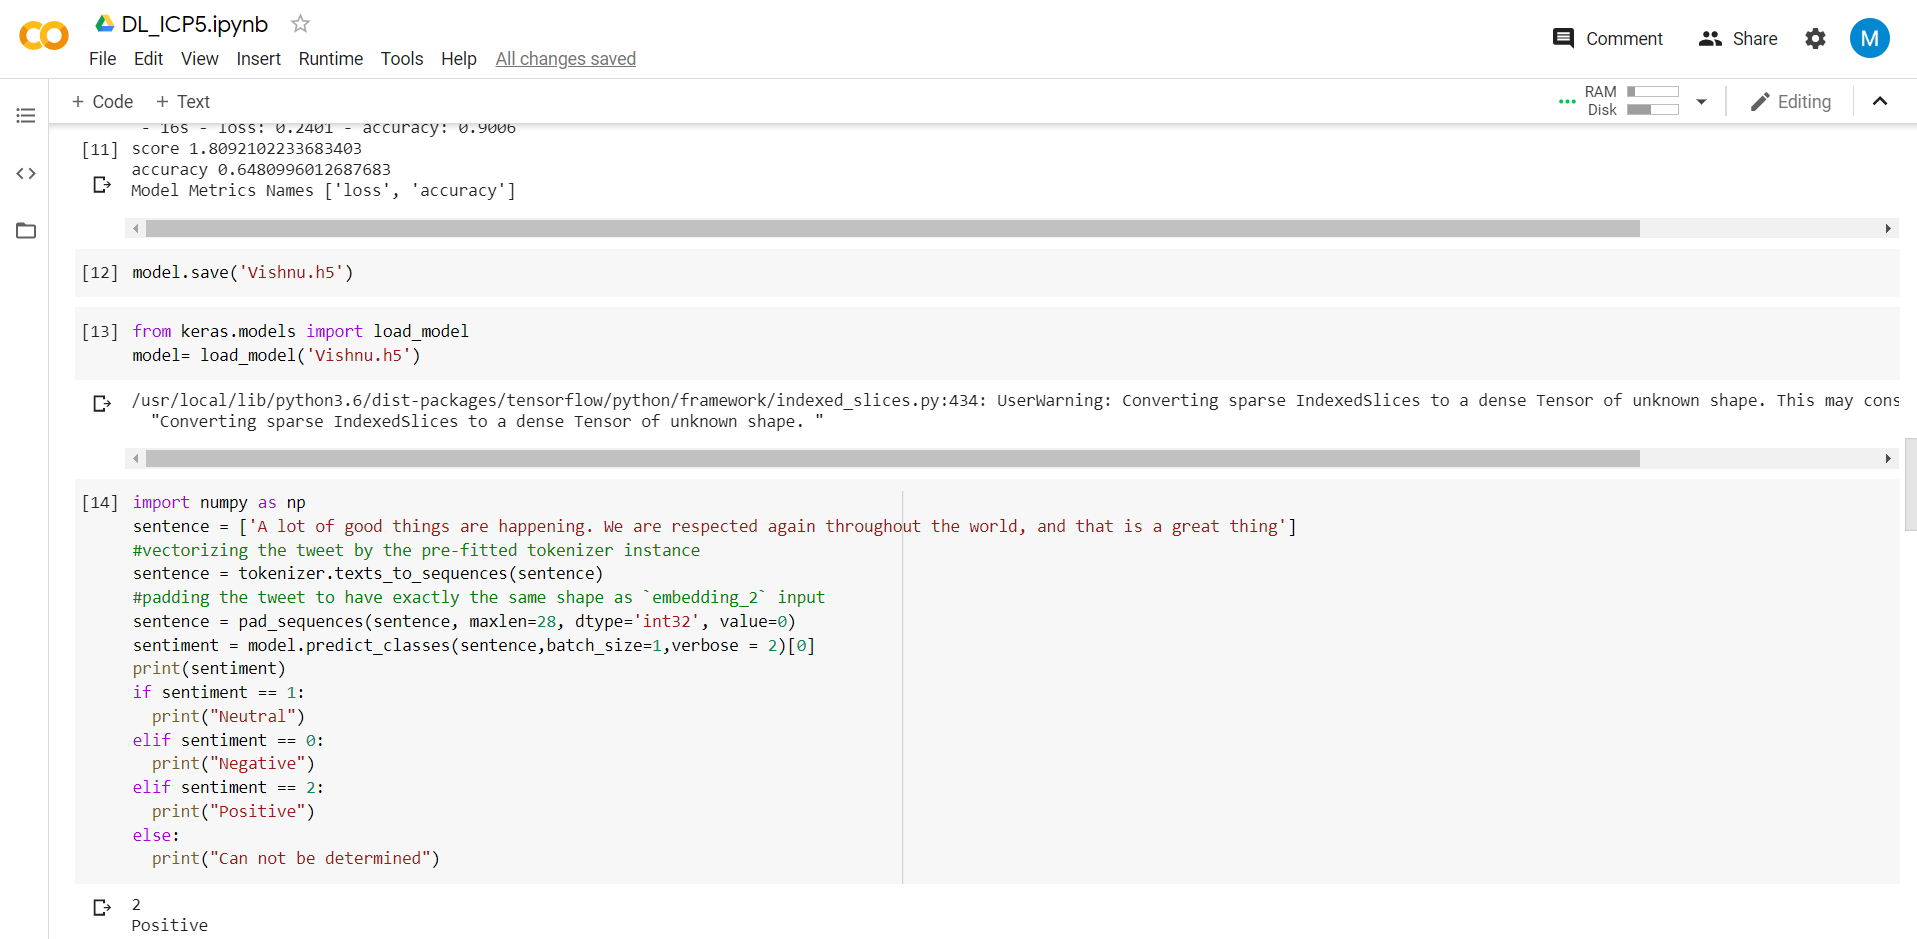 DL_ICP5.ipynb
File Edit View Insert Runtime Tools Help All changes saved
Comment Share M
+ Code + Text
RAM
Disk
Editing
- 16s - loss: 0.2401 - accuracy: 0.9006
[11] score 1.8092102233683403
accuracy 0.6480996012687683
Model Metrics Names ['loss', 'accuracy']
[12] model.save('Vishnu.h5')
[13] from keras.models import load_model
model= load_model('Vishnu.h5')
/usr/local/lib/python3.6/dist-packages/tensorflow/python/framework/indexed_slices.py:434: UserWarning: Converting sparse IndexedSlices to a dense Tensor of unknown shape. This may cons
"Converting sparse IndexedSlices to a dense Tensor of unknown shape. "
[14] import numpy as np
sentence = ['A lot of good things are happening. We are respected again throughout the world, and that is a great thing']
#vectorizing the tweet by the pre-fitted tokenizer instance
sentence = tokenizer.texts_to_sequences(sentence)
#padding the tweet to have exactly the same shape as `embedding_2` input
sentence = pad_sequences(sentence, maxlen=28, dtype='int32', value=0)
sentiment = model.predict_classes(sentence,batch_size=1,verbose = 2)[0]
print(sentiment)
if sentiment == 1:
  print("Neutral")
elif sentiment == 0:
  print("Negative")
elif sentiment == 2:
  print("Positive")
else:
  print("Can not be determined")
2
Positive